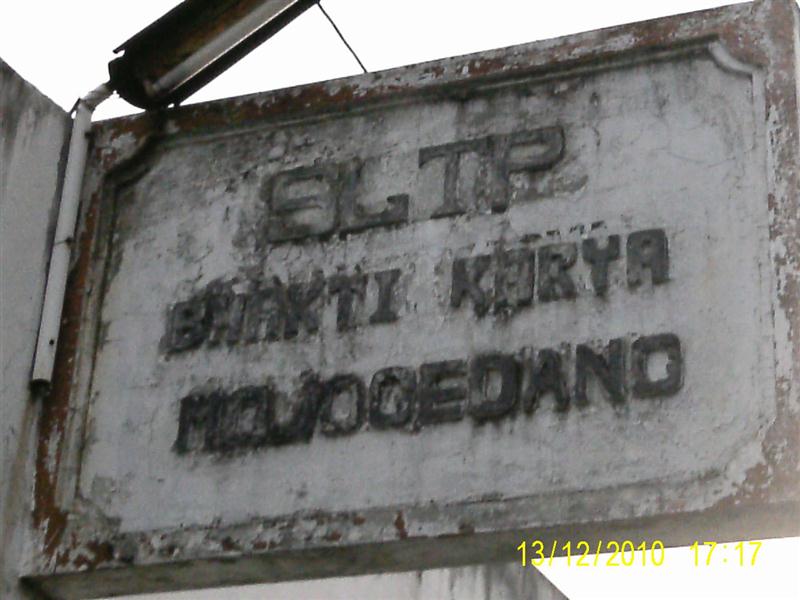 SLTP
BHAKTI KARYA
MOJOGEDANG
13/12/2010 17:17